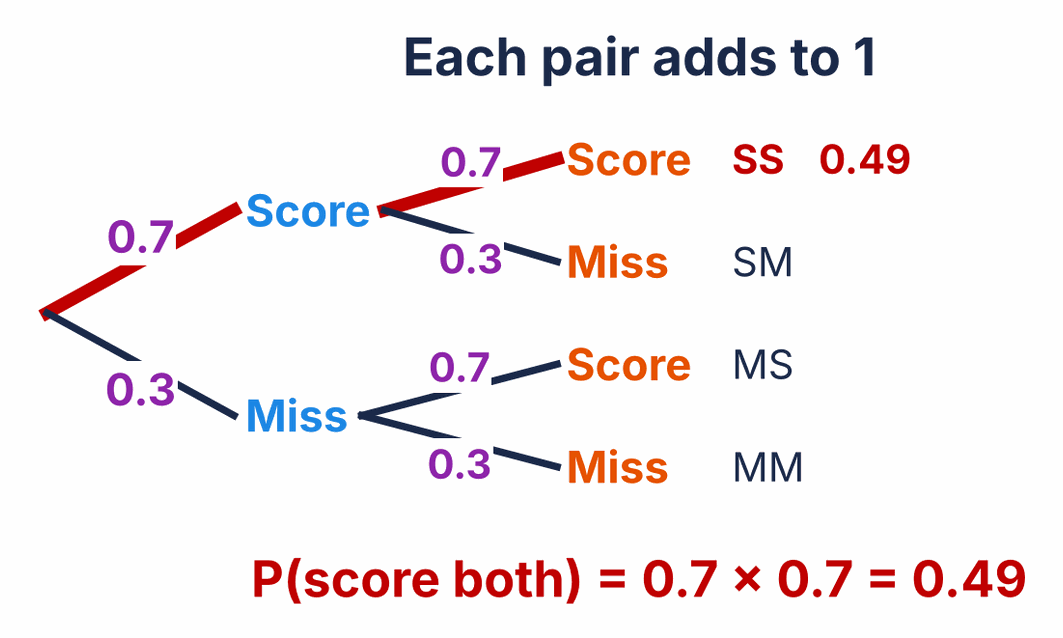 Each pair adds to 1
0.7 Score SS 0.49
0.7 Score
0.3 Miss SM
0.7 Score MS
0.3 Miss
0.3 Miss MM
P(score both) = 0.7 × 0.7 = 0.49